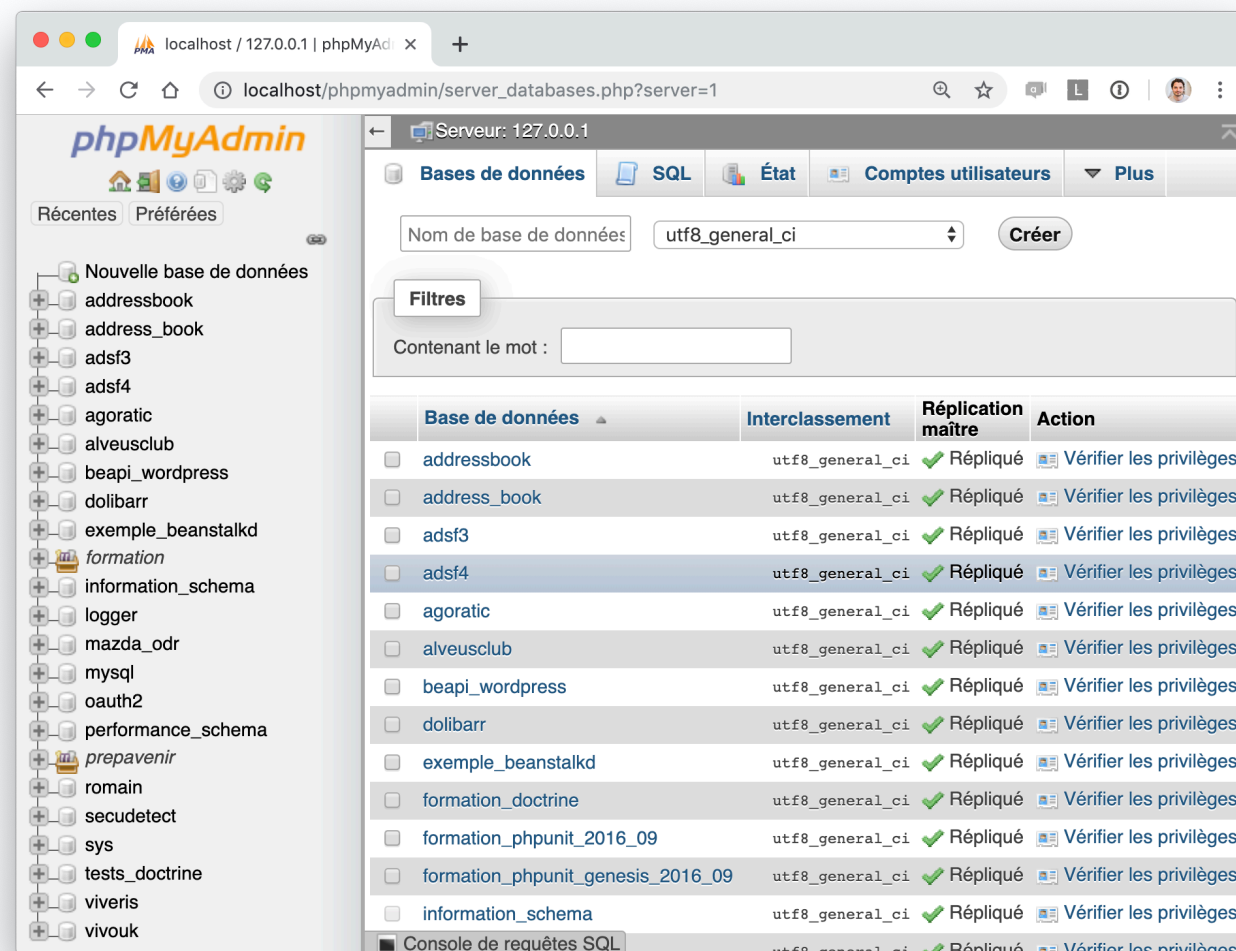 localhost / 127.0.0.1 | phpMyAd
localhost/phpmyadmin/server_databases.php?server=1
phpMyAdmin
Récentes Préférées
Nouvelle base de données
addressbook
address_book
adsf3
adsf4
agoratic
alveusclub
beapi_wordpress
dolibarr
exemple_beanstalkd
formation
information_schema
logger
mazda_odr
mysql
oauth2
performance_schema
prepavenir
romain
secudetect
sys
tests_doctrine
viveris
vivouk
Serveur: 127.0.0.1
Bases de données SQL État Comptes utilisateurs Plus
Nom de base de données utf8_general_ci Créer
Filtres
Contenant le mot :
Base de données Interclassement Réplication maître Action
addressbook utf8_general_ci Répliqué Vérifier les privilèges
address_book utf8_general_ci Répliqué Vérifier les privilèges
adsf3 utf8_general_ci Répliqué Vérifier les privilèges
adsf4 utf8_general_ci Répliqué Vérifier les privilèges
agoratic utf8_general_ci Répliqué Vérifier les privilèges
alveusclub utf8_general_ci Répliqué Vérifier les privilèges
beapi_wordpress utf8_general_ci Répliqué Vérifier les privilèges
dolibarr utf8_general_ci Répliqué Vérifier les privilèges
exemple_beanstalkd utf8_general_ci Répliqué Vérifier les privilèges
formation_doctrine utf8_general_ci Répliqué Vérifier les privilèges
formation_phpunit_2016_09 utf8_general_ci Répliqué Vérifier les privilèges
formation_phpunit_genesis_2016_09 utf8_general_ci Répliqué Vérifier les privilèges
information_schema utf8_general_ci Répliqué Vérifier les privilèges
Console de requêtes SQL utf8_general_ci Répliqué Vérifier les privilèges